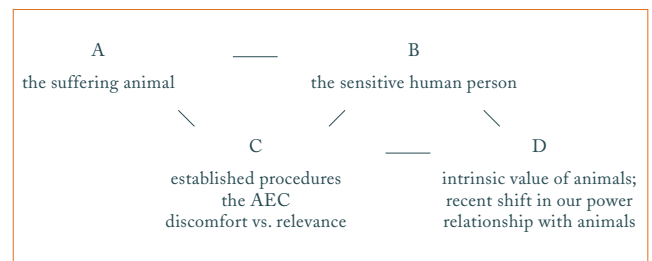 A B
the suffering animal the sensitive human person
C D
established procedures intrinsic value of animals;
the AEC recent shift in our power
discomfort vs. relevance relationship with animals